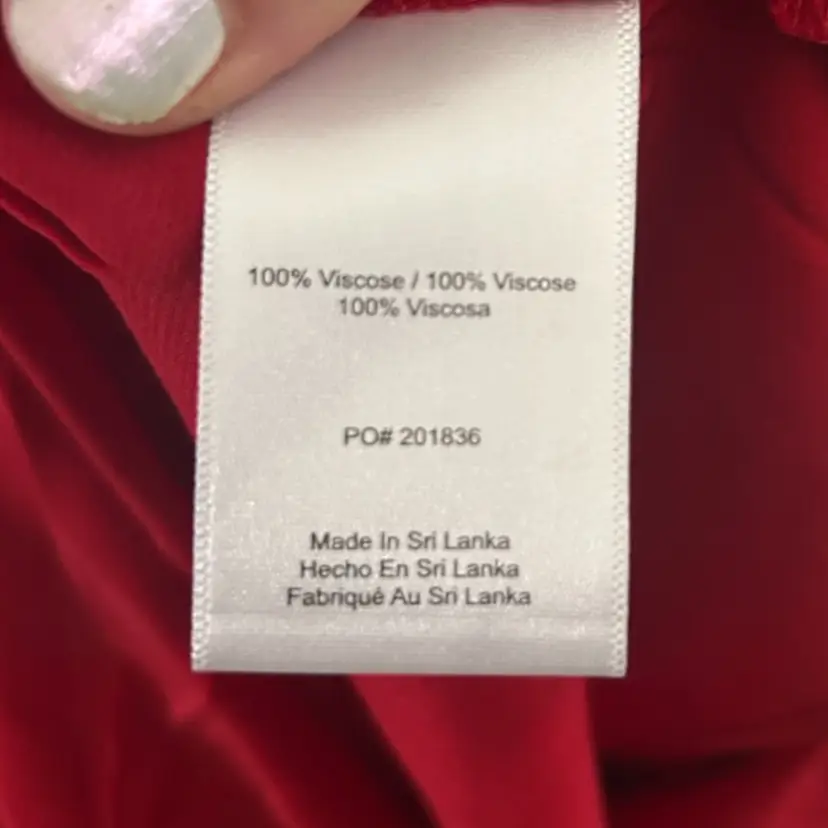 100% Viscose / 100% Viscose
100% Viscosa
PO# 201836
Made In Sri Lanka
Hecho En Sri Lanka
Fabriqué Au Sri Lanka